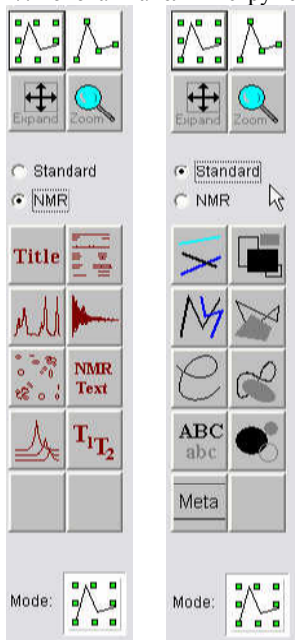 Expand Zoom
Standard
NMR
Title
NMR
Text
T1T2
Mode:
Expand Zoom
Standard
NMR
ABC
abc
Meta
Mode: